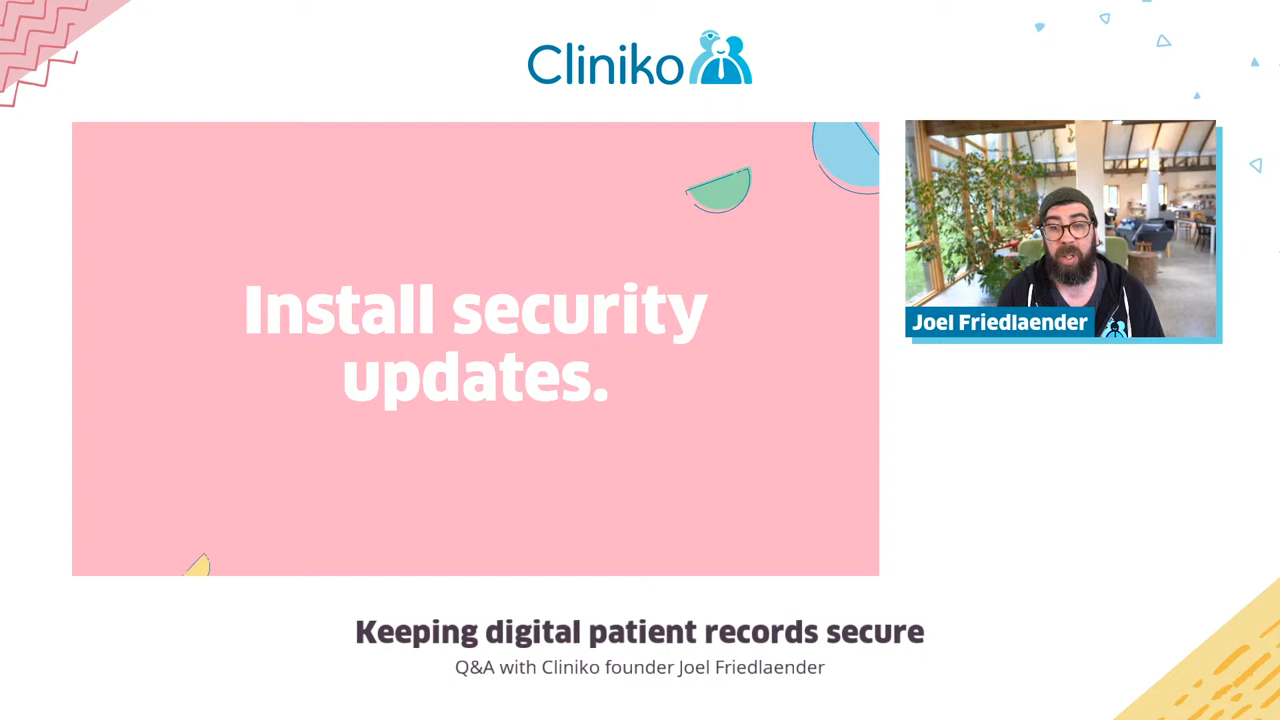 Cliniko
Install security
updates.
Joel Friedlaender
Keeping digital patient records secure
Q&A with Cliniko founder Joel Friedlaender